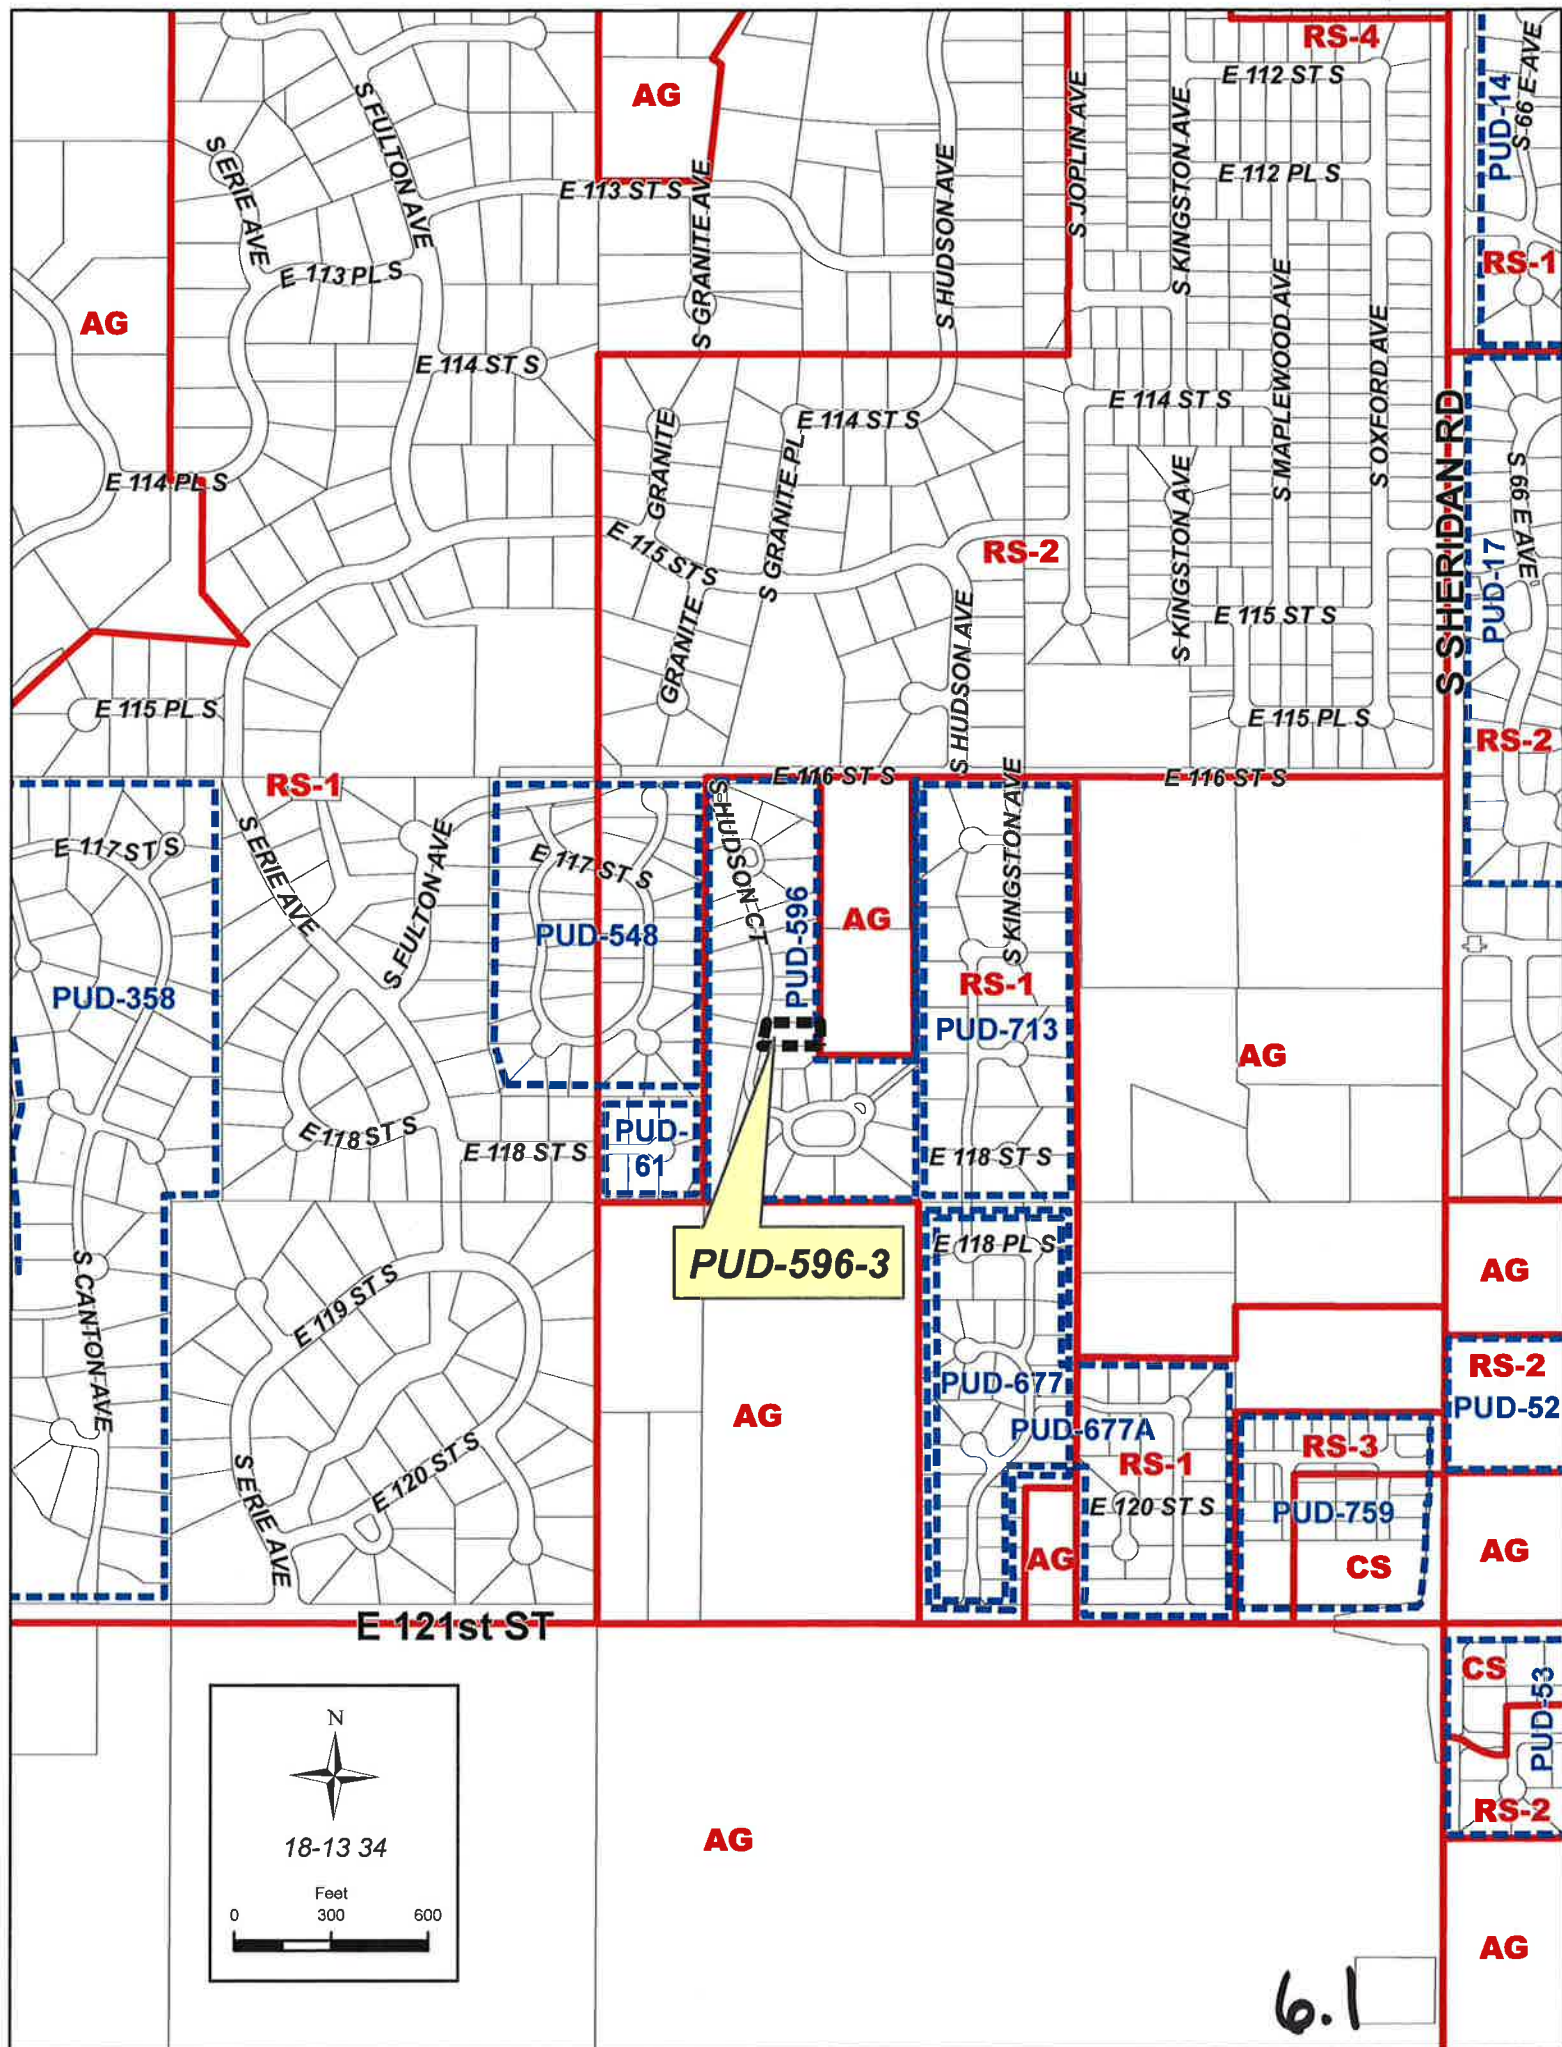 RS-4
E 112 ST S
S 66 E AVE
PUD-14
AG
S FULTON AVE
S JOPLIN AVE
S KINGSTON AVE
S ERIE AVE
E 113 ST S
S GRANITE AVE
S HUDSON AVE
E 112 PL S
E 113 PL S
RS-1
AG
S MAPLEWOOD AVE
S OXFORD AVE
E 114 ST S
E 114 ST S
E 114 ST S
S SHERIDAN RD
GRANITE
S GRANITE PL
E 114 PL S
S KINGSTON AVE
S 66 E AVE
E 115 ST S
RS-2
PUD-17
GRANITE
S HUDSON AVE
E 115 ST S
E 115 PL S
E 115 PL S
RS-2
E 116 ST S
E 116 ST S
RS-1
S HUDSON CT
S KINGSTON AVE
E 117 ST S
S ERIE AVE
S FULTON AVE
E 117 ST S
PUD-548
PUD-596
AG
PUD-358
RS-1
PUD-713
AG
E 118 ST S
E 118 ST S
PUD-
61
E 118 ST S
PUD-596-3
E 118 PL S
S CANTON AVE
E 119 ST S
AG
RS-2
PUD-52
PUD-677
AG
PUD-677A
RS-1
RS-3
E 120 ST S
S ERIE AVE
E 120 ST S
PUD-759
AG
CS
AG
E 121st ST
CS
PUD-53
RS-2
N
18-13 34
Feet
0 300 600
AG
AG
6.1